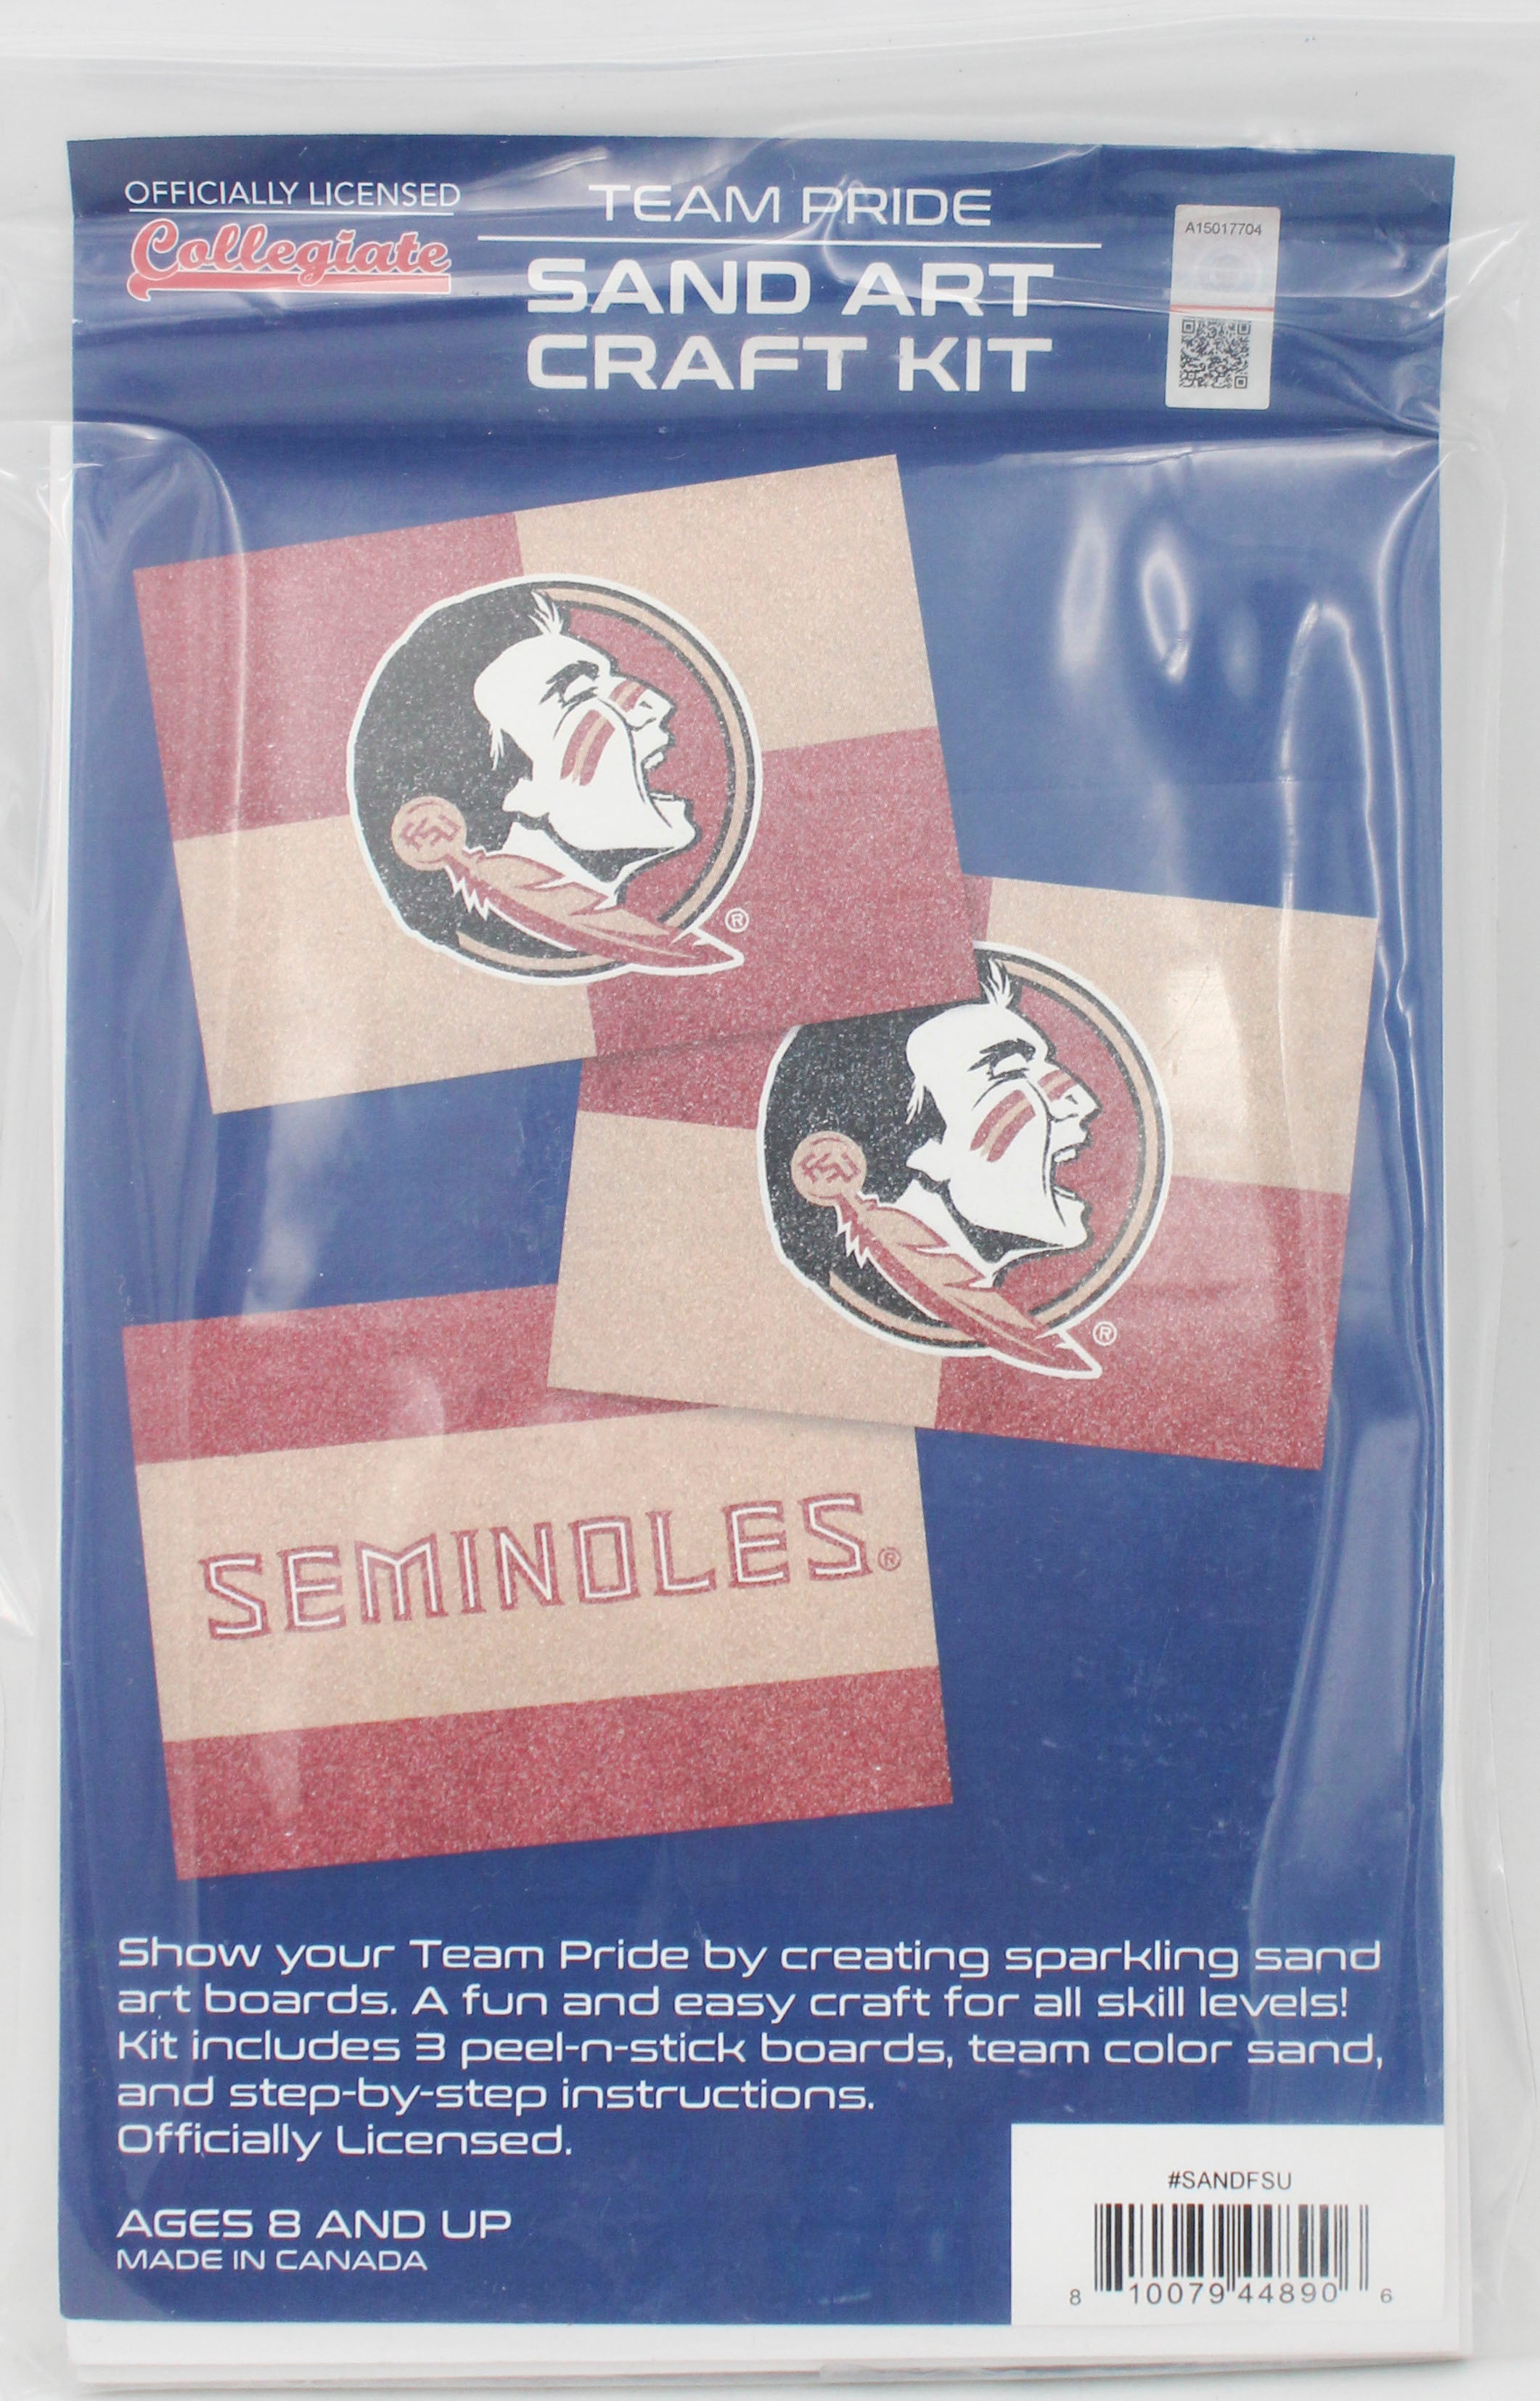 OFFICIALLY LICENSED
Collegiate
TEAM PRIDE
SAND ART
CRAFT KIT
A15017704
FSU
®
FSU
®
SEMINOLES®
Show your Team Pride by creating sparkling sand
art boards. A fun and easy craft for all skill levels!
Kit includes 3 peel-n-stick boards, team color sand,
and step-by-step instructions.
Officially Licensed.
AGES 8 AND UP
MADE IN CANADA
#SANDFSU
8 10079 44890 6